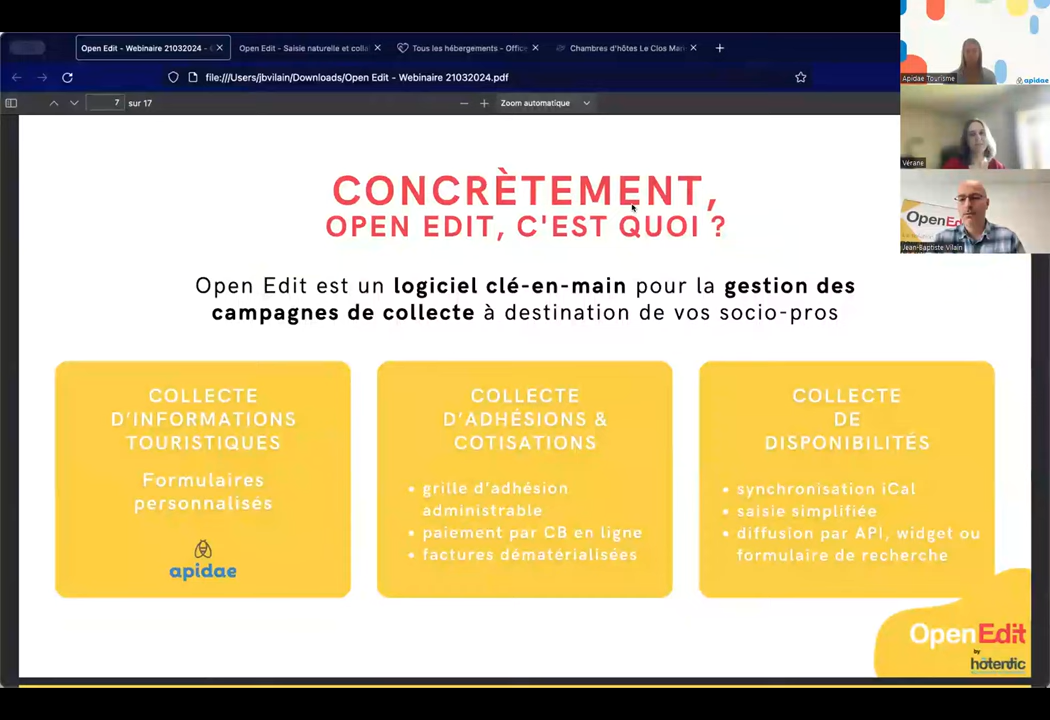 Open Edit - Webinaire 21032024 -
Open Edit - Saisie naturelle et colla
Tous les hébergements - Office
Chambres d'hôtes Le Clos Mar
file:///Users/jbvilain/Downloads/Open Edit - Webinaire 21032024.pdf
7 sur 17
Zoom automatique
Apidae Tourisme
apidae
Vérane
OpenEd
Jean-Baptiste Vilain
CONCRÈTEMENT,
OPEN EDIT, C'EST QUOI ?
Open Edit est un logiciel clé-en-main pour la gestion des
campagnes de collecte à destination de vos socio-pros
COLLECTE
D'INFORMATIONS
TOURISTIQUES
Formulaires
personnalisés
apidae
COLLECTE
D'ADHÉSIONS &
COTISATIONS
• grille d'adhésion
administrable
• paiement par CB en ligne
• factures dématérialisées
COLLECTE
DE
DISPONIBILITÉS
• synchronisation iCal
• saisie simplifiée
• diffusion par API, widget ou
formulaire de recherche
OpenEdit
by
hotentic